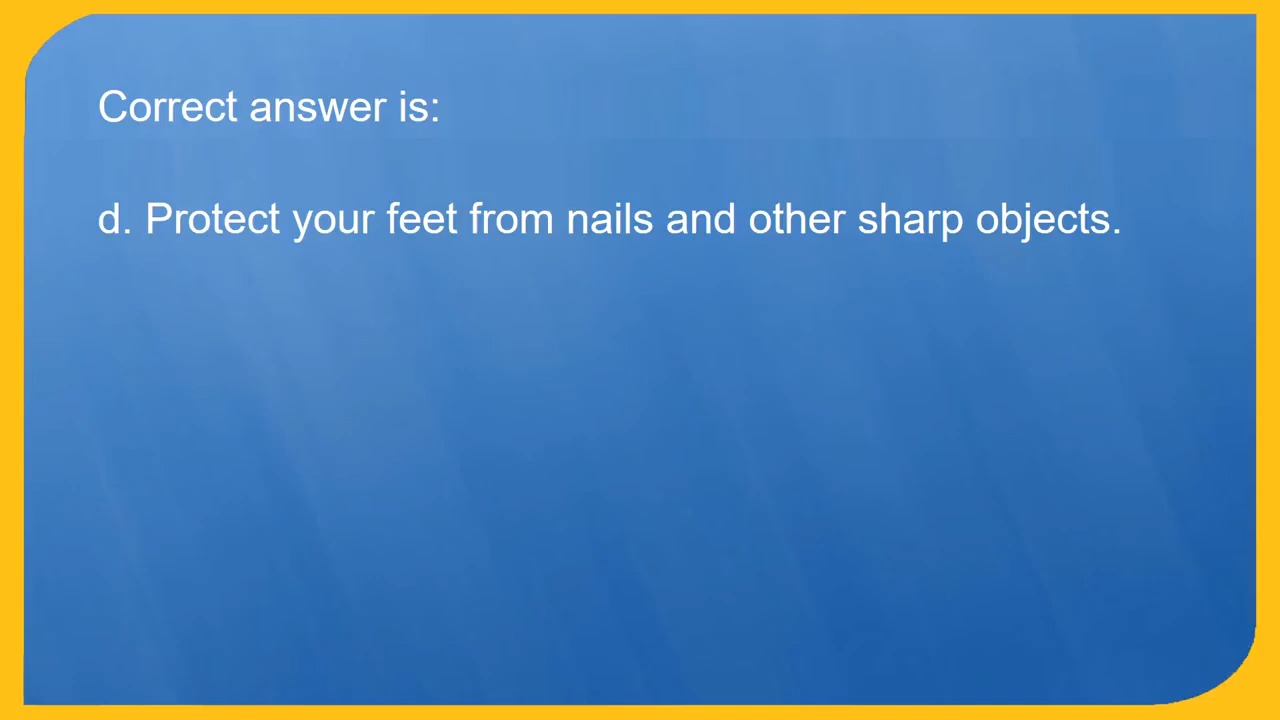 Correct answer is:
d. Protect your feet from nails and other sharp objects.